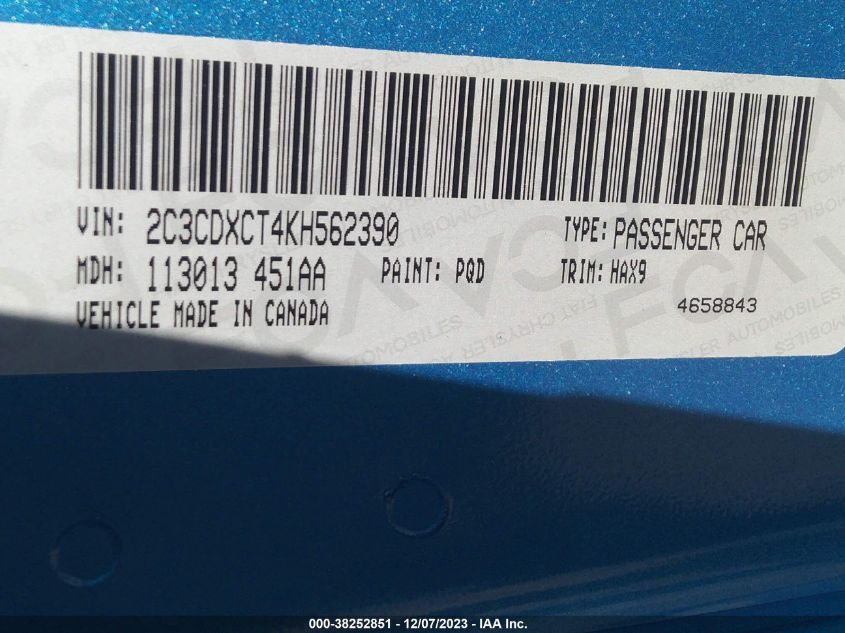 VIN: 2C3CDXCT4KH562390 TYPE: PASSENGER CAR
MDH: 113013 451AA PAINT: PQD TRIM: HAX9
VEHICLE MADE IN CANADA 4658843
000-38252851 - 12/07/2023 - IAA Inc.